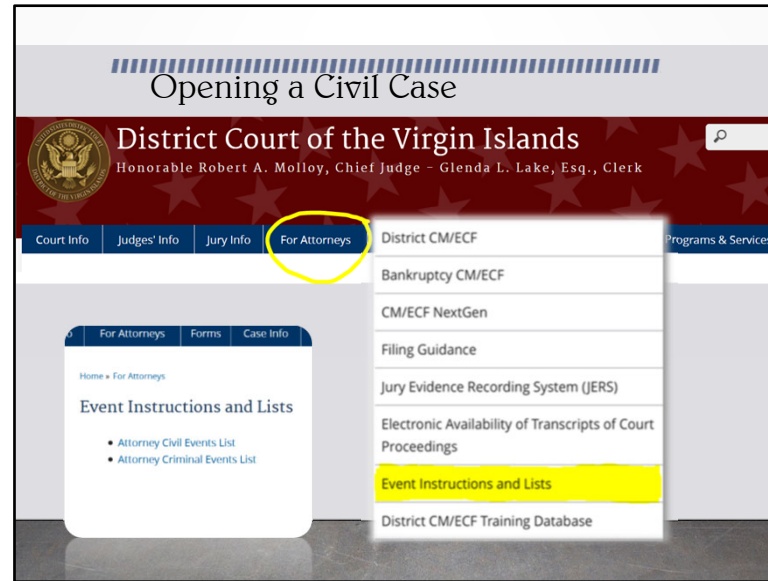 Opening a Civil Case
District Court of the Virgin Islands
Honorable Robert A. Molloy, Chief Judge - Glenda L. Lake, Esq., Clerk
Court Info
Judges' Info
Jury Info
For Attorneys
Programs & Services
District CM/ECF
Bankruptcy CM/ECF
CM/ECF NextGen
Filing Guidance
Jury Evidence Recording System (JERS)
Electronic Availability of Transcripts of Court
Proceedings
Event Instructions and Lists
District CM/ECF Training Database
For Attorneys
Forms
Case Info
Home » For Attorneys
Event Instructions and Lists
• Attorney Civil Events List
• Attorney Criminal Events List